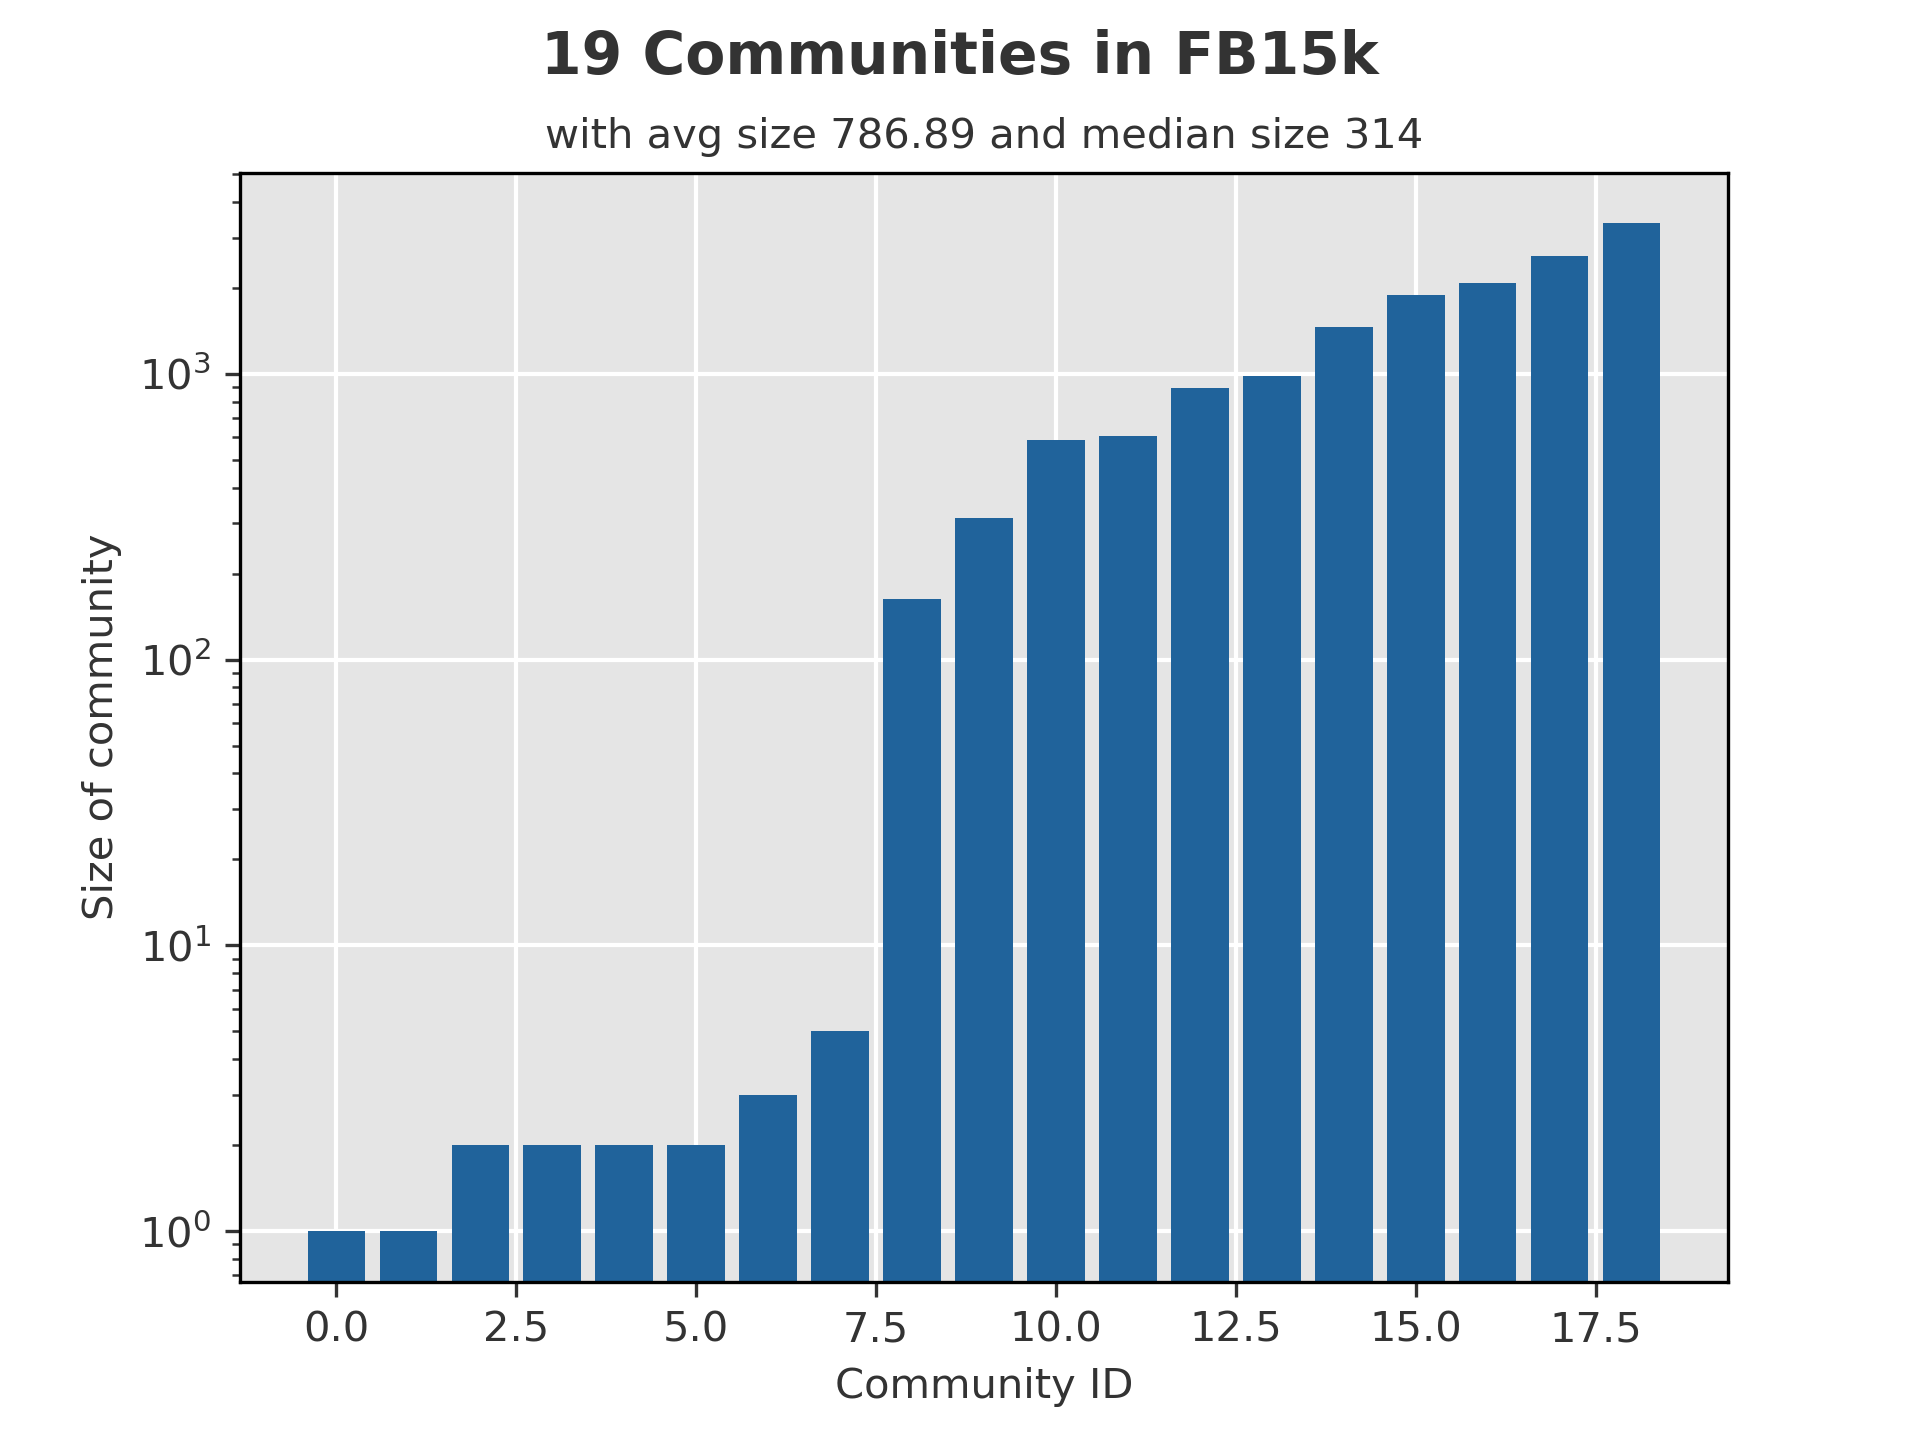 19 Communities in FB15k
with avg size 786.89 and median size 314
Size of community
10³
10²
10¹
10⁰
0.0 2.5 5.0 7.5 10.0 12.5 15.0 17.5
Community ID